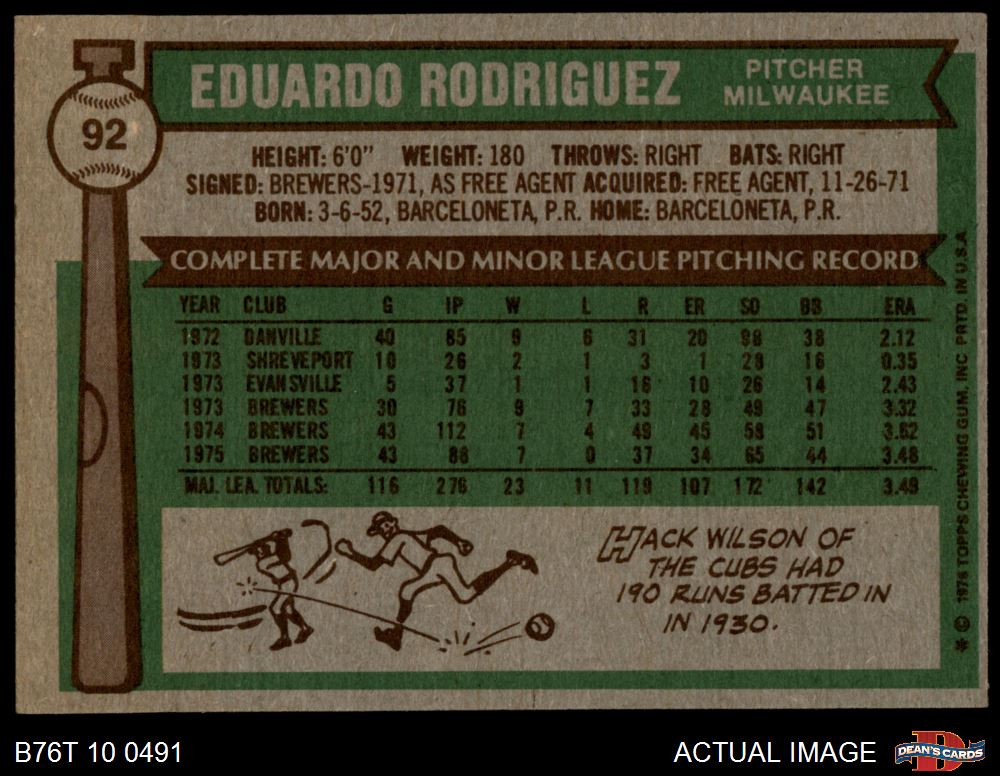 92
EDUARDO RODRIGUEZ
PITCHER
MILWAUKEE
HEIGHT: 6'0" WEIGHT: 180 THROWS: RIGHT BATS: RIGHT
SIGNED: BREWERS-1971, AS FREE AGENT ACQUIRED: FREE AGENT, 11-26-71
BORN: 3-6-52, BARCELONETA, P.R. HOME: BARCELONETA, P.R.
COMPLETE MAJOR AND MINOR LEAGUE PITCHING RECORD
YEAR CLUB G IP W L R ER SO BB ERA
1972 DANVILLE 40 85 9 6 31 20 98 38 2.12
1973 SHREVEPORT 10 26 2 1 3 1 28 16 0.35
1973 EVANSVILLE 5 37 1 1 16 10 26 14 2.43
1973 BREWERS 30 76 9 7 33 28 49 47 3.32
1974 BREWERS 43 112 7 4 49 45 58 51 3.62
1975 BREWERS 43 88 7 0 37 34 65 44 3.48
MAJ. LEA. TOTALS: 116 276 23 11 119 107 172 142 3.49
HACK WILSON OF
THE CUBS HAD
190 RUNS BATTED IN
IN 1930.
* © 1976 TOPPS CHEWING GUM, INC PRTD. IN U.S.A.
B76T 10 0491
ACTUAL IMAGE
D
DEAN'S CARDS